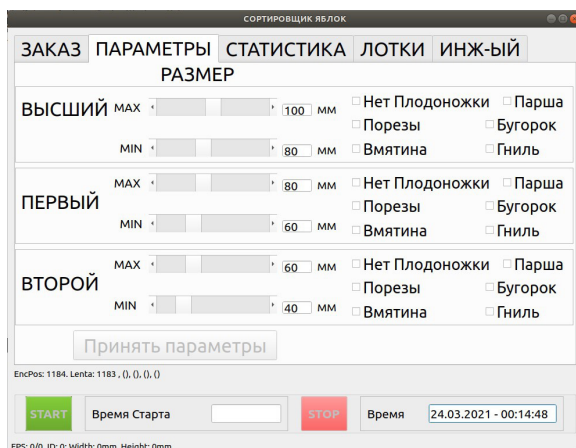 СОРТИРОВЩИК ЯБЛОК
ЗАКАЗ ПАРАМЕТРЫ СТАТИСТИКА ЛОТКИ ИНЖ-ЫЙ
РАЗМЕР
ВЫСШИЙ MAX 100 мм Нет Плодоножки Парша
Порезы Бугорок
MIN 80 мм Вмятина Гниль
MAX 80 мм Нет Плодоножки Парша
ПЕРВЫЙ Порезы Бугорок
MIN 60 мм Вмятина Гниль
MAX 60 мм Нет Плодоножки Парша
ВТОРОЙ Порезы Бугорок
MIN 40 мм Вмятина Гниль
Принять параметры
EncPos: 1184. Lenta: 1183 , (), (), (), ()
START Время Старта STOP Время 24.03.2021 - 00:14:48
FPS: 0/0, ID: 0; Width: 0mm, Height: 0mm